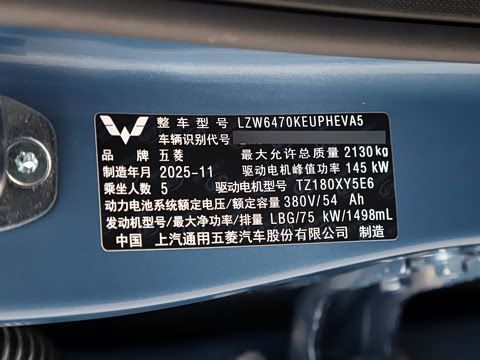 整车型号 LZW6470KEUPHEVA5
车辆识别代号
品牌 五菱 最大允许总质量 2130kg
制造年月 2025-11 驱动电机峰值功率 145kW
乘坐人数 5 驱动电机型号 TZ180XY5E6
动力电池系统额定电压/额定容量 380V/54 Ah
发动机型号/最大净功率/排量 LBG/75 kW/1498mL
中国 上汽通用五菱汽车股份有限公司 制造